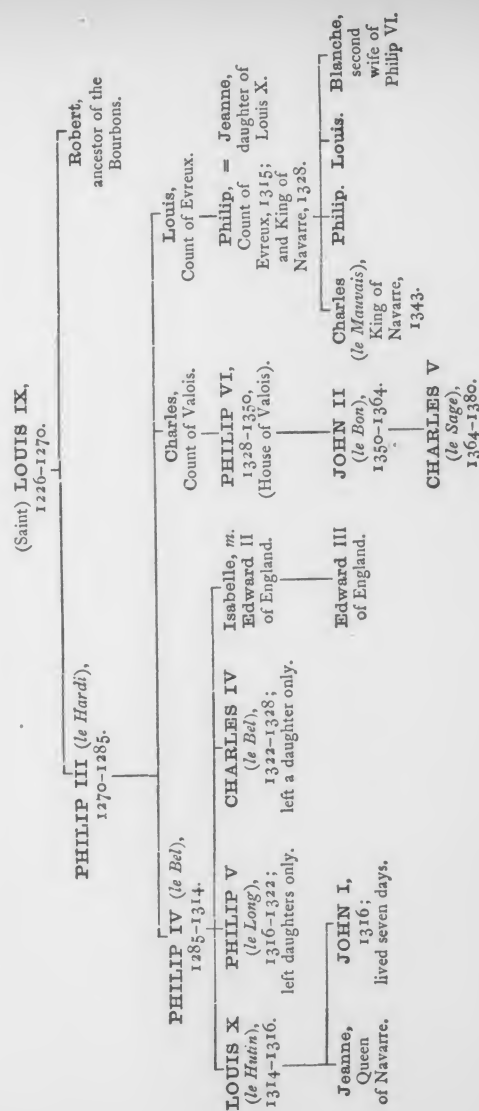 (Saint) LOUIS IX,
1226–1270.
PHILIP III (le Hardi),
1270–1285.
Robert,
ancestor of the
Bourbons.
PHILIP IV (le Bel),
1285–1314.
Charles,
Count of Valois.
Louis,
Count of Evreux.
LOUIS X
(le Hutin),
1314–1316.
PHILIP V
(le Long),
1316–1322;
left daughters only.
CHARLES IV
(le Bel),
1322–1328;
left a daughter only.
Isabelle, m.
Edward II
of England.
PHILIP VI,
1328–1350,
(House of Valois).
Philip, = Jeanne,
Count of daughter of
Evreux, 1315; Louis X.
and King of
Navarre, 1328.
Jeanne,
Queen
of Navarre.
JOHN I,
1316;
lived seven days.
Edward III
of England.
JOHN II
(le Bon),
1350–1364.
Charles
(le Mauvais),
King of
Navarre,
1343.
Philip.
Louis.
Blanche,
second
wife of
Philip VI.
CHARLES V
(le Sage),
1364–1380.